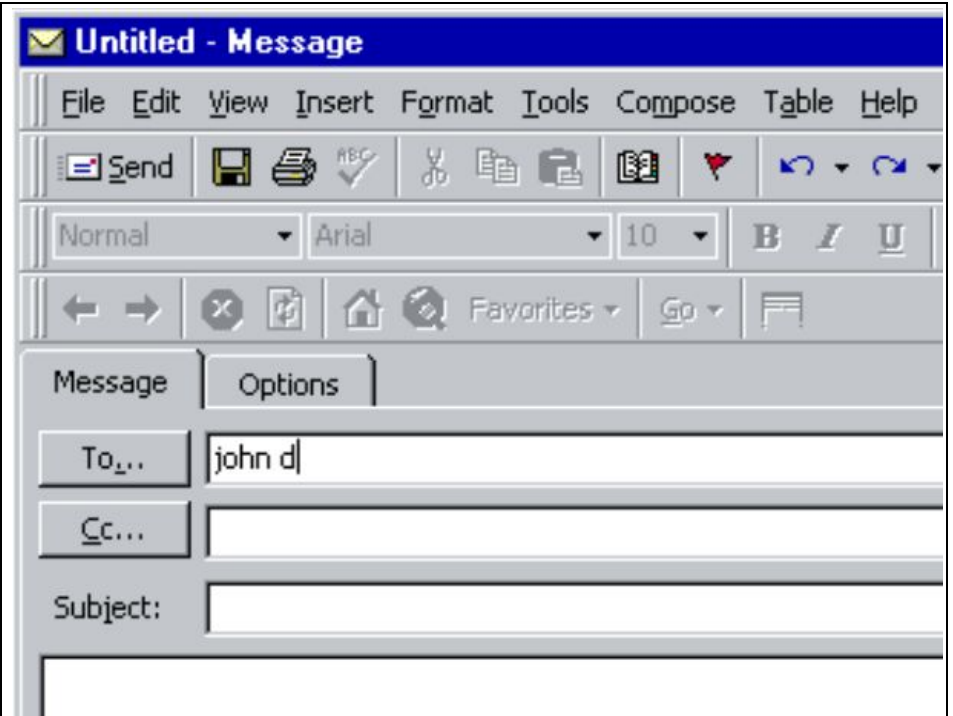 Untitled - Message
File Edit View Insert Format Tools Compose Table Help
Send ABC
Normal Arial 10 B I U
Favorites Go
Message Options
To... john d
Cc...
Subject: